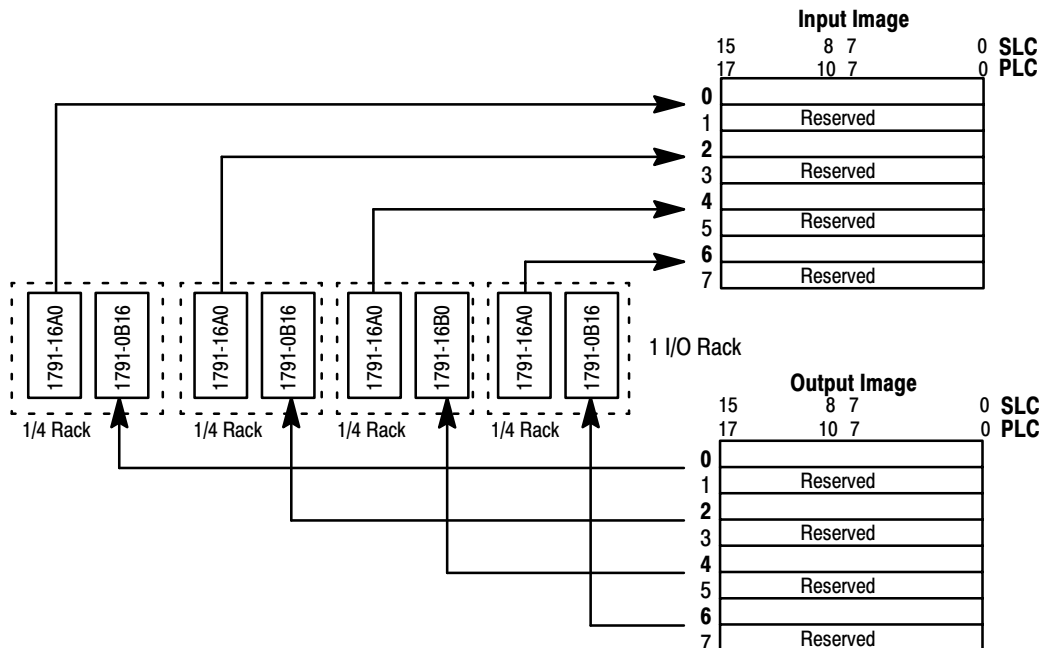 Input Image
15 8 7 0 SLC
17 10 7 0 PLC
0
1 Reserved
2
3 Reserved
4
5 Reserved
6
7 Reserved
1791-16A0
1791-0B16
1791-16A0
1791-0B16
1791-16A0
1791-16B0
1791-16A0
1791-0B16
1 I/O Rack
1/4 Rack 1/4 Rack 1/4 Rack 1/4 Rack
Output Image
15 8 7 0 SLC
17 10 7 0 PLC
0
1 Reserved
2
3 Reserved
4
5 Reserved
6
7 Reserved